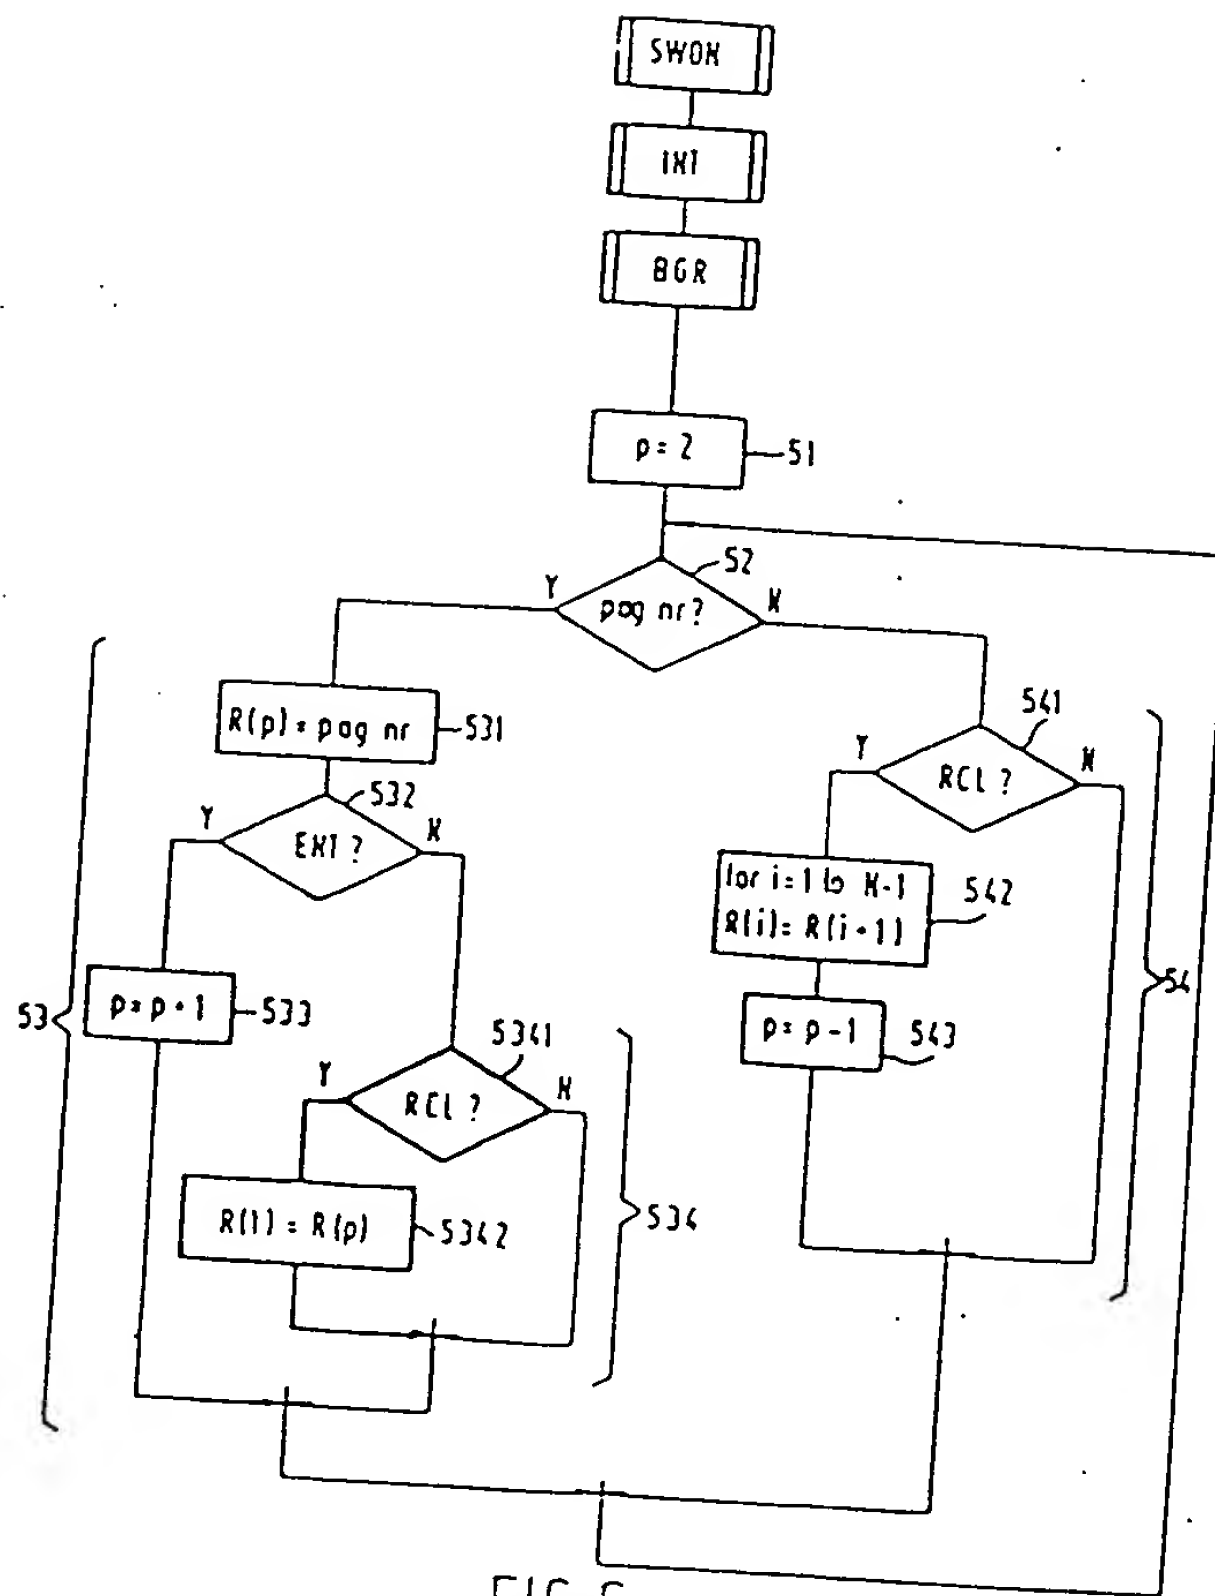 SWON
INT
BGR
p = 2
51
52
Y
pag nr?
N
R(p) = pag nr
531
541
Y
RCL ?
N
532
Y
EXT ?
N
for i = 1 to N-1
R(i) = R(i+1)
542
53
p = p + 1
533
p = p - 1
543
54
5341
Y
RCL ?
N
R(1) = R(p)
5342
534